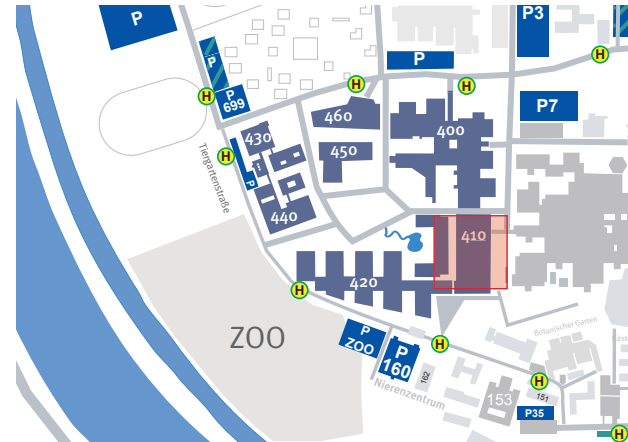 P
P3
P
P
H
H
H
H
P
699
P7
460
400
430
450
H
P
Tiergartenstraße
440
410
420
H
ZOO
P
ZOO
P
160
H
Botanischer Garten
162
Nierenzentrum
153
H
151
P35
H